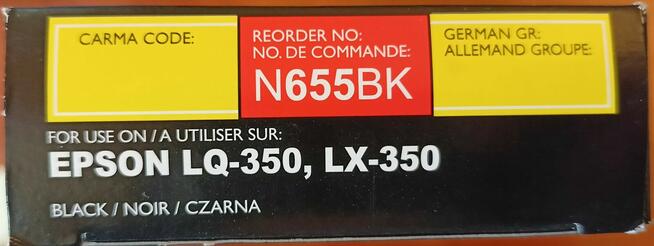 CARMA CODE:
REORDER NO:
NO. DE COMMANDE:
N655BK
GERMAN GR:
ALLEMAND GROUPE:
FOR USE ON / A UTILISER SUR:
EPSON LQ-350, LX-350
BLACK / NOIR / CZARNA